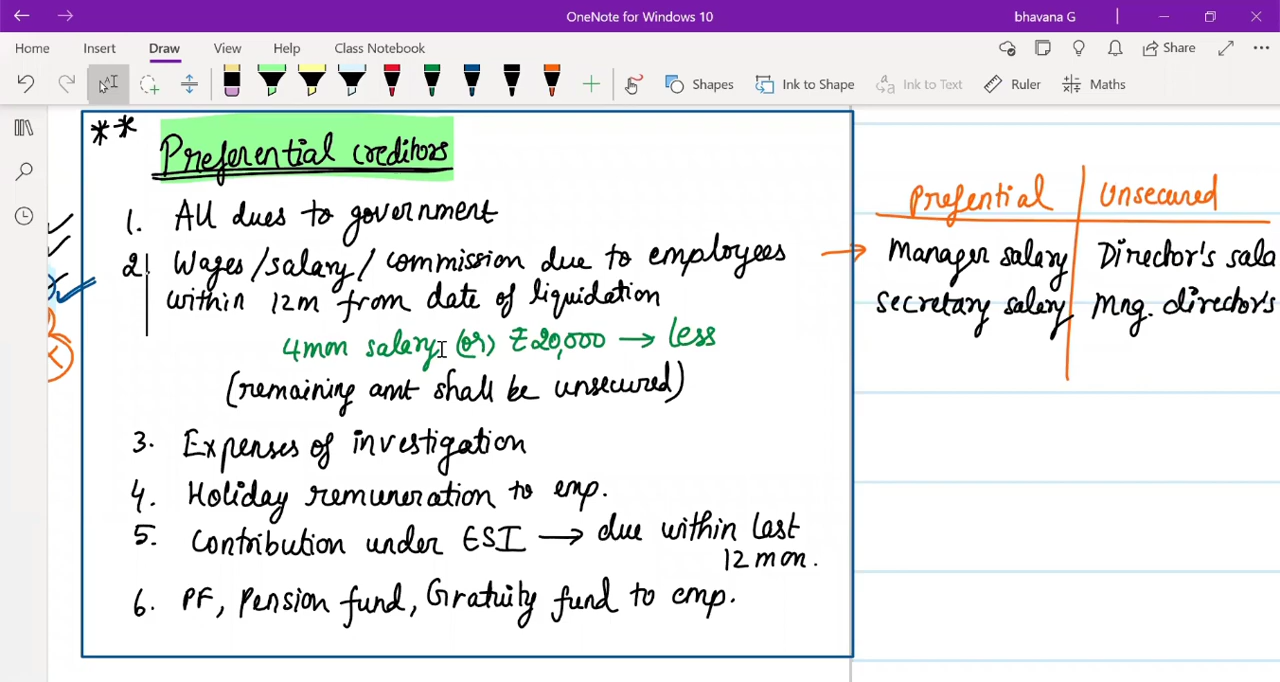 OneNote for Windows 10
bhavana G
Home Insert Draw View Help Class Notebook
Share
Shapes
Ink to Shape
Ink to Text
Ruler
Maths
** Preferential creditors
1. All dues to government
2. Wages/salary/commission due to employees
within 12m from date of liquidation
4mon salary (or) ₹20,000 → less
(remaining amt shall be unsecured)
3. Expenses of investigation
4. Holiday remuneration to emp.
5. Contribution under ESI → due within last
12mon.
6. PF, Pension fund, Gratuity fund to emp.
Prefential Unsecured
→ Manager salary Director's sala
Secretary salary Mng. director's